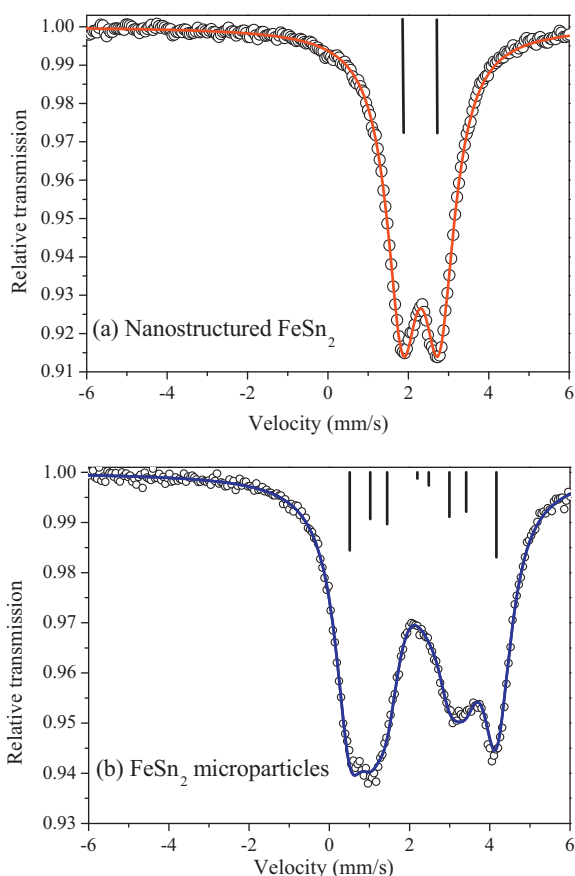 1.00
0.99
0.98
0.97
0.96
0.95
0.94
0.93
0.92
0.91
Relative transmission
(a) Nanostructured FeSn2
-6 -4 -2 0 2 4 6
Velocity (mm/s)
1.00
0.99
0.98
0.97
0.96
0.95
0.94
0.93
Relative transmission
(b) FeSn2 microparticles
-6 -4 -2 0 2 4 6
Velocity (mm/s)